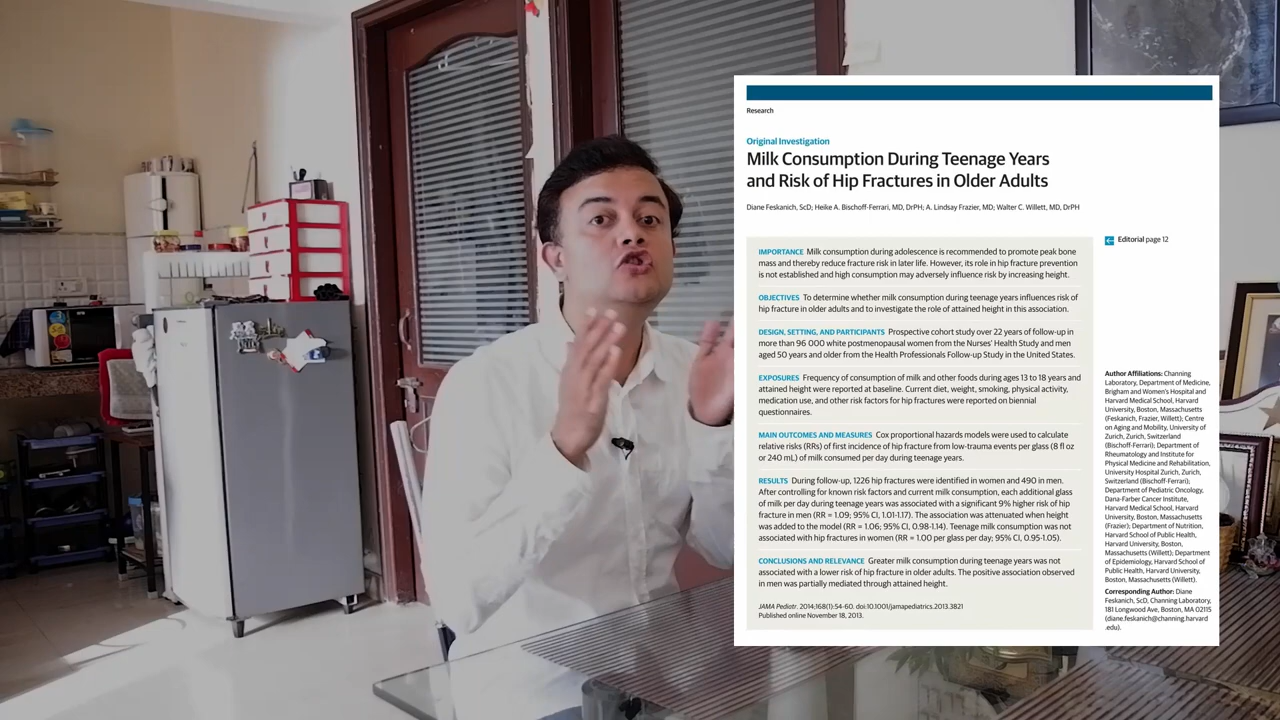 Research
Original Investigation
Milk Consumption During Teenage Years
and Risk of Hip Fractures in Older Adults
Diane Feskanich, ScD; Heike A. Bischoff-Ferrari, MD, DrPH; A. Lindsay Frazier, MD; Walter C. Willett, MD, DrPH
IMPORTANCE Milk consumption during adolescence is recommended to promote peak bone
mass and thereby reduce fracture risk in later life. However, its role in hip fracture prevention
is not established and high consumption may adversely influence risk by increasing height.
OBJECTIVES To determine whether milk consumption during teenage years influences risk of
hip fracture in older adults and to investigate the role of attained height in this association.
DESIGN, SETTING, AND PARTICIPANTS Prospective cohort study over 22 years of follow-up in
more than 96 000 white postmenopausal women from the Nurses' Health Study and men
aged 50 years and older from the Health Professionals Follow-up Study in the United States.
EXPOSURES Frequency of consumption of milk and other foods during ages 13 to 18 years and
attained height were reported at baseline. Current diet, weight, smoking, physical activity,
medication use, and other risk factors for hip fractures were reported on biennial
questionnaires.
MAIN OUTCOMES AND MEASURES Cox proportional hazards models were used to calculate
relative risks (RRs) of first incidence of hip fracture from low-trauma events per glass (8 fl oz
or 240 mL) of milk consumed per day during teenage years.
RESULTS During follow-up, 1226 hip fractures were identified in women and 490 in men.
After controlling for known risk factors and current milk consumption, each additional glass
of milk per day during teenage years was associated with a significant 9% higher risk of hip
fracture in men (RR = 1.09; 95% CI, 1.01-1.17). The association was attenuated when height
was added to the model (RR = 1.06; 95% CI, 0.98-1.14). Teenage milk consumption was not
associated with hip fractures in women (RR = 1.00 per glass per day; 95% CI, 0.95-1.05).
CONCLUSIONS AND RELEVANCE Greater milk consumption during teenage years was not
associated with a lower risk of hip fracture in older adults. The positive association observed
in men was partially mediated through attained height.
JAMA Pediatr. 2014;168(1):54-60. doi:10.1001/jamapediatrics.2013.3821
Published online November 18, 2013.
Editorial page 12
Author Affiliations: Channing
Laboratory, Department of Medicine,
Brigham and Women's Hospital and
Harvard Medical School, Harvard
University, Boston, Massachusetts
(Feskanich, Frazier, Willett); Centre
on Aging and Mobility, University of
Zurich, Zurich, Switzerland
(Bischoff-Ferrari); Department of
Rheumatology and Institute for
Physical Medicine and Rehabilitation,
University Hospital Zurich, Zurich,
Switzerland (Bischoff-Ferrari);
Department of Pediatric Oncology,
Dana-Farber Cancer Institute,
Harvard Medical School, Harvard
University, Boston, Massachusetts
(Frazier); Department of Nutrition,
Harvard School of Public Health,
Harvard University, Boston,
Massachusetts (Willett); Department
of Epidemiology, Harvard School of
Public Health, Harvard University,
Boston, Massachusetts (Willett).
Corresponding Author: Diane
Feskanich, ScD, Channing Laboratory,
181 Longwood Ave, Boston, MA 02115
(diane.feskanich@channing.harvard
.edu).